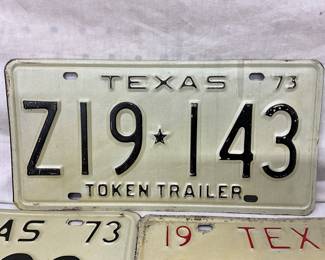 TEXAS 73
Z19★143
TOKEN TRAILER
AS 73
19 TEX